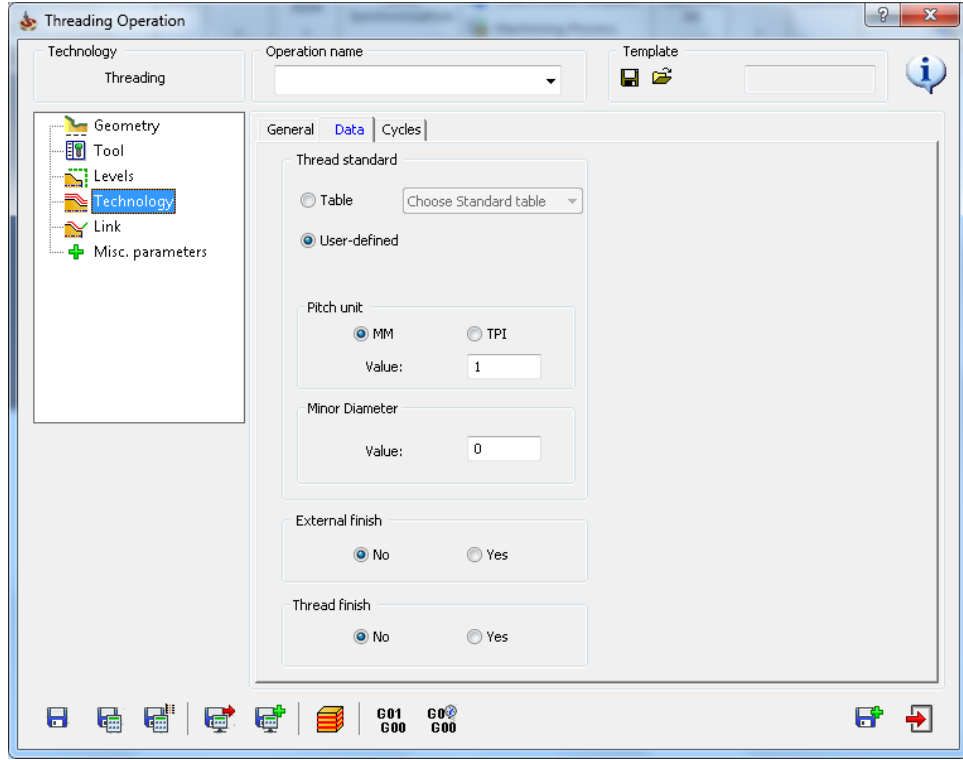 Threading Operation
?
Technology
Threading
Operation name
Template
i
Geometry
Tool
Levels
Technology
Link
Misc. parameters
General Data Cycles
Thread standard
Table Choose Standard table
User-defined
Pitch unit
MM TPI
Value: 1
Minor Diameter
Value: 0
External finish
No Yes
Thread finish
No Yes
G01 G0
G00 G00